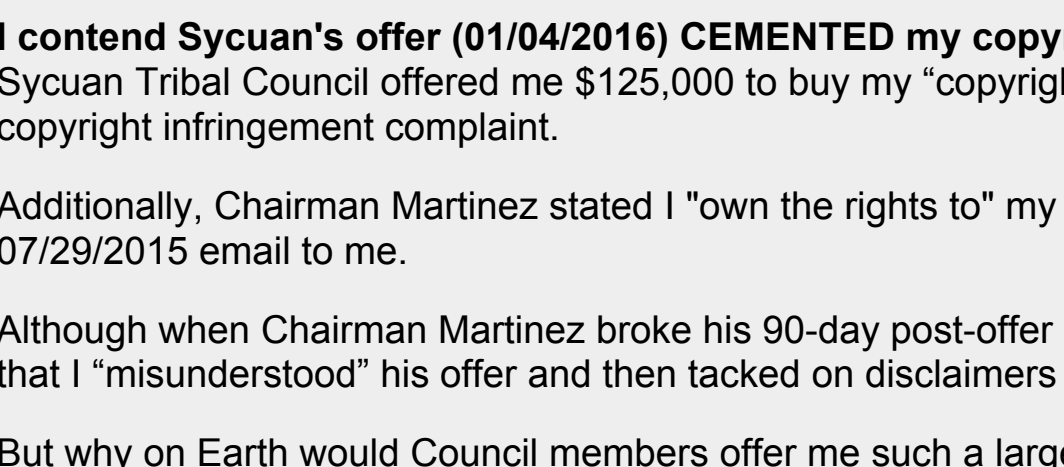 I contend Sycuan's offer (01/04/2016) CEMENTED my copy
Sycuan Tribal Council offered me $125,000 to buy my “copyrigh
copyright infringement complaint.
Additionally, Chairman Martinez stated I "own the rights to" my
07/29/2015 email to me.
Although when Chairman Martinez broke his 90-day post-offer
that I “misunderstood” his offer and then tacked on disclaimers
But why on Earth would Council members offer me such a large